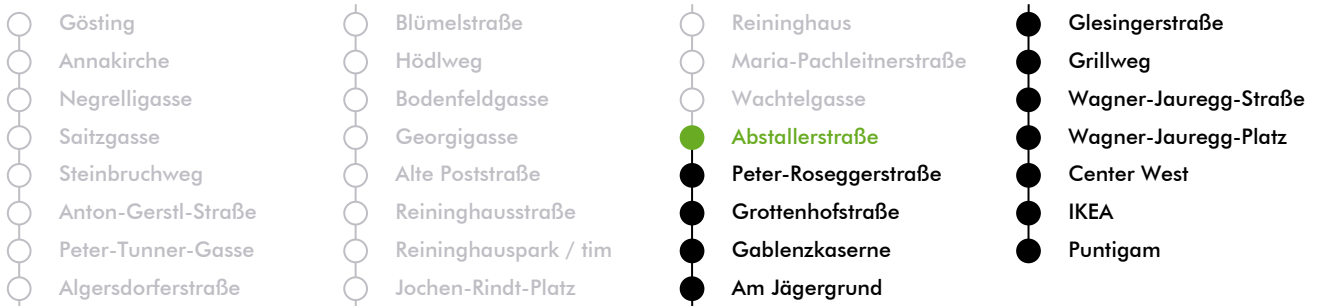 Gösting
Annakirche
Negrelligasse
Saitzgasse
Steinbruchweg
Anton-Gerstl-Straße
Peter-Tunner-Gasse
Algersdorferstraße
Blümelstraße
Hödlweg
Bodenfeldgasse
Georgigasse
Alte Poststraße
Reininghausstraße
Reininghauspark / tim
Jochen-Rindt-Platz
Reininghaus
Maria-Pachleitnerstraße
Wachtelgasse
Abstallerstraße
Peter-Roseggerstraße
Grottenhofstraße
Gablenzkaserne
Am Jägergrund
Glesingerstraße
Grillweg
Wagner-Jauregg-Straße
Wagner-Jauregg-Platz
Center West
IKEA
Puntigam